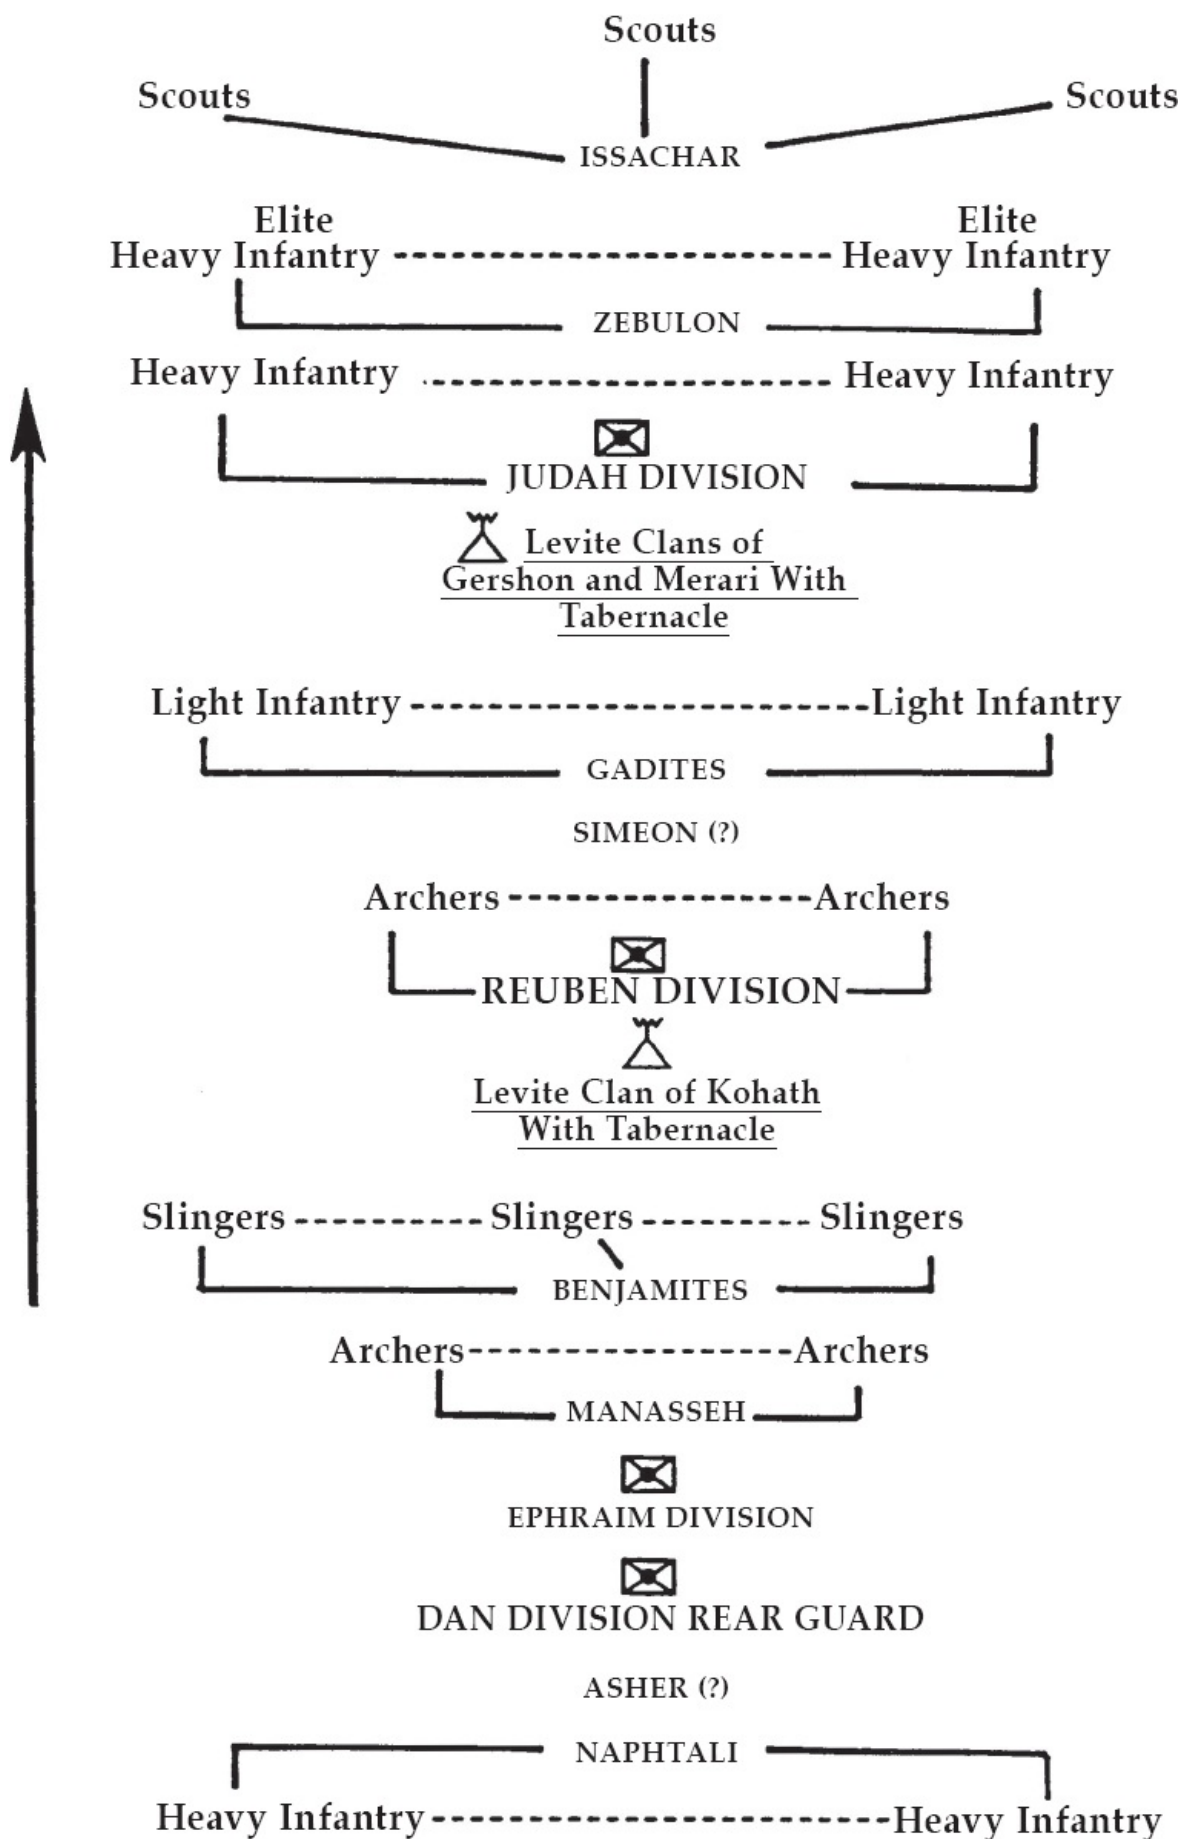 Scouts
Scouts Scouts
ISSACHAR
Elite Elite
Heavy Infantry Heavy Infantry
ZEBULON
Heavy Infantry Heavy Infantry
JUDAH DIVISION
Levite Clans of
Gershon and Merari With
Tabernacle
Light Infantry Light Infantry
GADITES
SIMEON (?)
Archers Archers
REUBEN DIVISION
Levite Clan of Kohath
With Tabernacle
Slingers Slingers Slingers
BENJAMITES
Archers Archers
MANASSEH
EPHRAIM DIVISION
DAN DIVISION REAR GUARD
ASHER (?)
NAPHTALI
Heavy Infantry Heavy Infantry